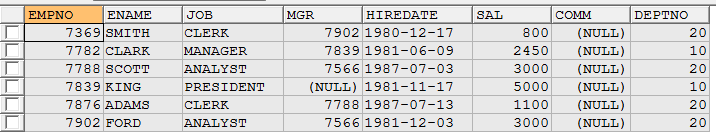 EMPNO ENAME JOB MGR HIREDATE SAL COMM DEPTNO
7369 SMITH CLERK 7902 1980-12-17 800 (NULL) 20
7782 CLARK MANAGER 7839 1981-06-09 2450 (NULL) 10
7788 SCOTT ANALYST 7566 1987-07-03 3000 (NULL) 20
7839 KING PRESIDENT (NULL) 1981-11-17 5000 (NULL) 10
7876 ADAMS CLERK 7788 1987-07-13 1100 (NULL) 20
7902 FORD ANALYST 7566 1981-12-03 3000 (NULL) 20